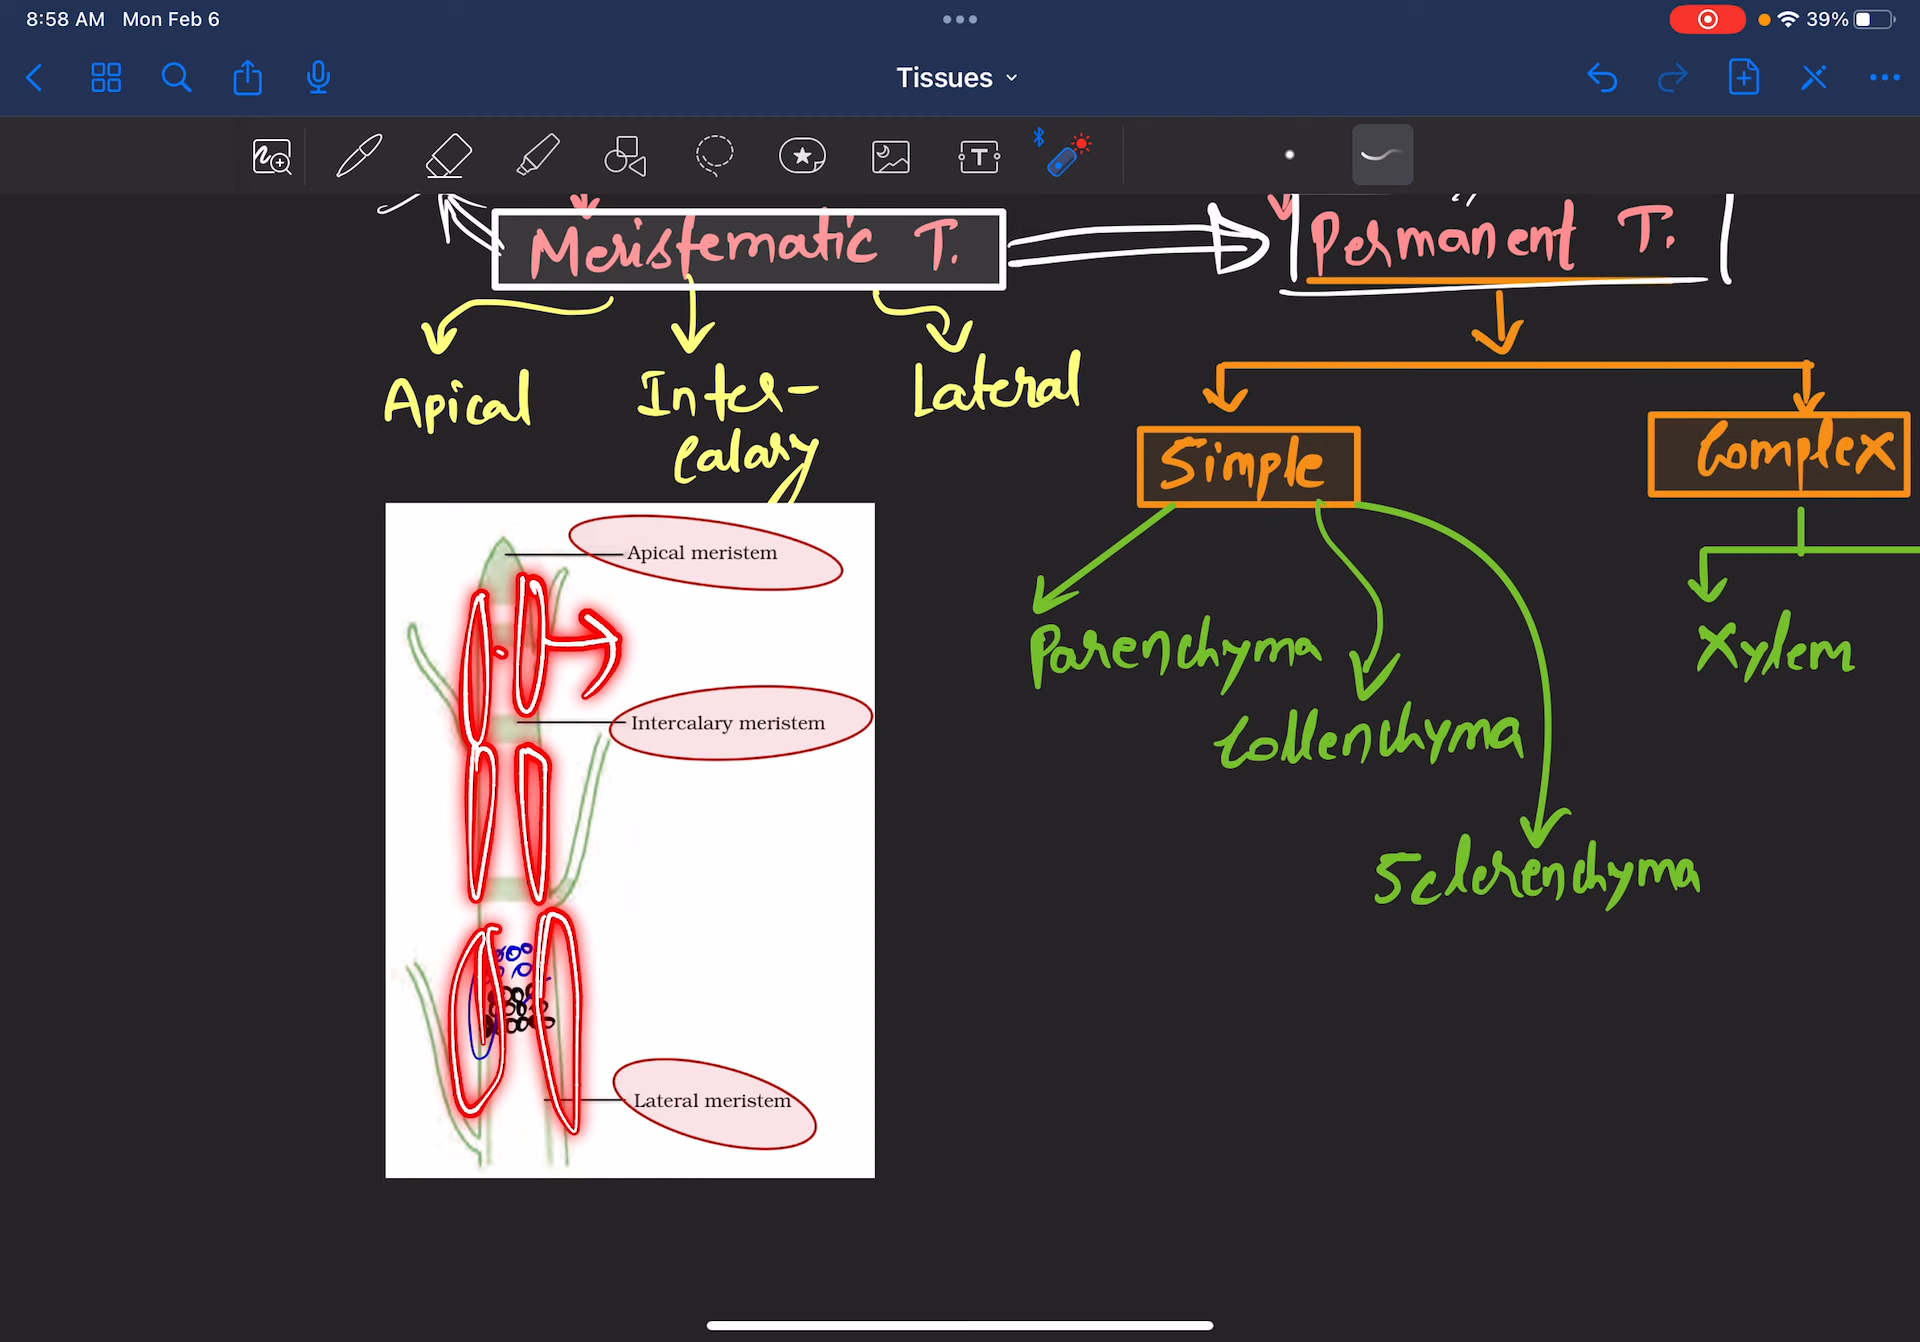 8:58 AM Mon Feb 6
39%
Tissues
T
Meristematic T.
Permanent T.
Apical
Inter-
calary
Lateral
Simple
Complex
Parenchyma
Collenchyma
Sclerenchyma
Xylem
Apical meristem
Intercalary meristem
Lateral meristem